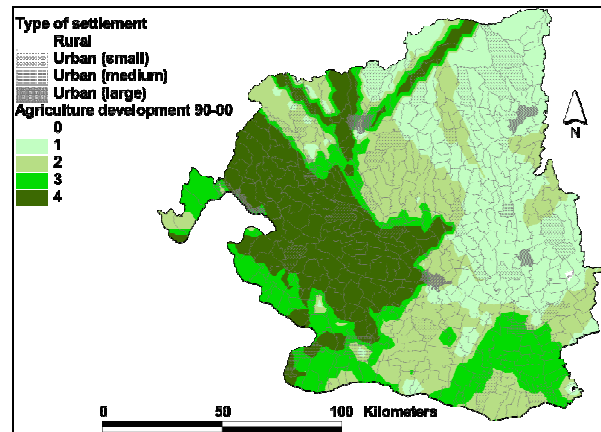 Type of settlement
Rural
Urban (small)
Urban (medium)
Urban (large)
Agriculture development 90-00
0
1
2
3
4
N
0 50 100 Kilometers